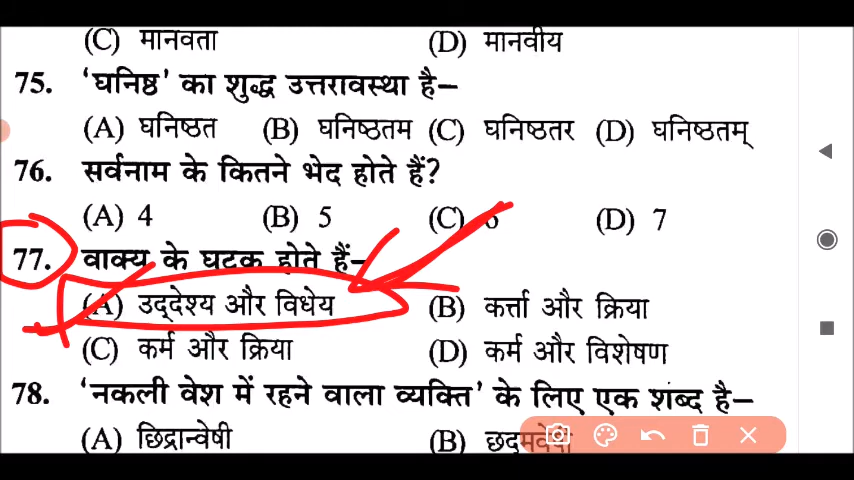 (C) मानवता (D) मानवीय
75. ‘घनिष्ठ’ का शुद्ध उत्तरावस्था है–
(A) घनिष्ठत (B) घनिष्ठतम (C) घनिष्ठतर (D) घनिष्ठतम्
76. सर्वनाम के कितने भेद होते हैं?
(A) 4 (B) 5 (C) 6 (D) 7
77. वाक्य के घटक होते हैं–
(A) उद्देश्य और विधेय (B) कर्त्ता और क्रिया
(C) कर्म और क्रिया (D) कर्म और विशेषण
78. ‘नकली वेश में रहने वाला व्यक्ति’ के लिए एक शब्द है–
(A) छिद्रान्वेषी (B) छद्मवेषी